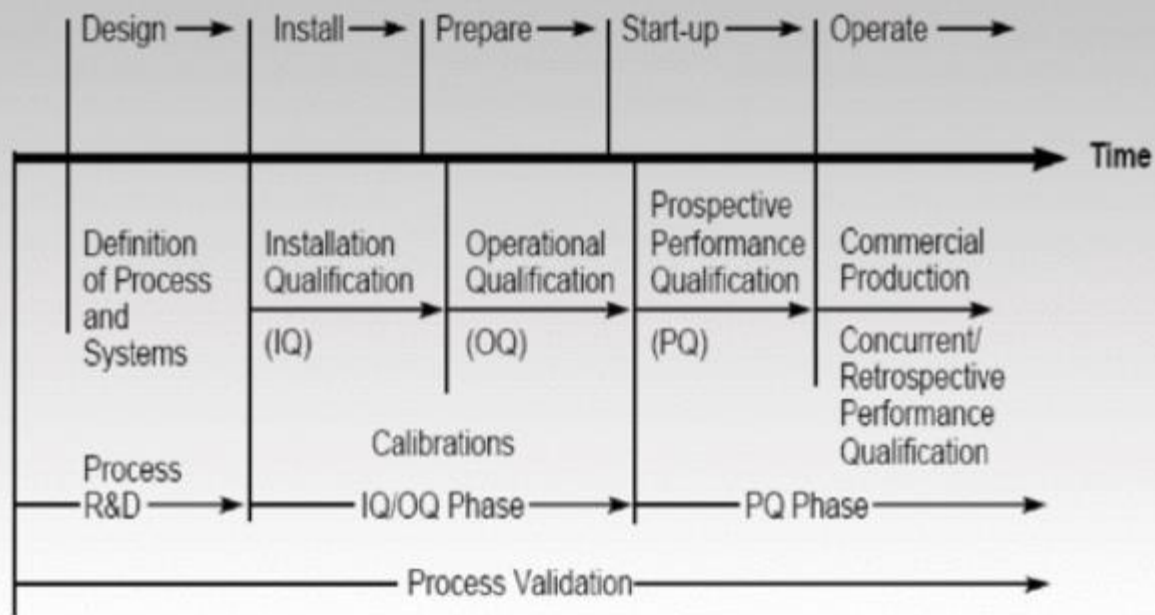 Design Install Prepare Start-up Operate
Time
Definition
of Process
and
Systems
Installation
Qualification
(IQ)
Operational
Qualification
(OQ)
Prospective
Performance
Qualification
(PQ)
Commercial
Production
Concurrent/
Retrospective
Performance
Qualification
Calibrations
Process
R&D
IQ/OQ Phase
PQ Phase
Process Validation